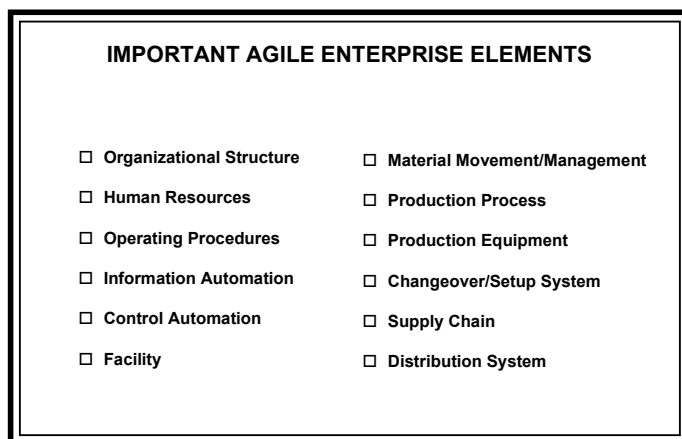 IMPORTANT AGILE ENTERPRISE ELEMENTS
Organizational Structure
Human Resources
Operating Procedures
Information Automation
Control Automation
Facility
Material Movement/Management
Production Process
Production Equipment
Changeover/Setup System
Supply Chain
Distribution System